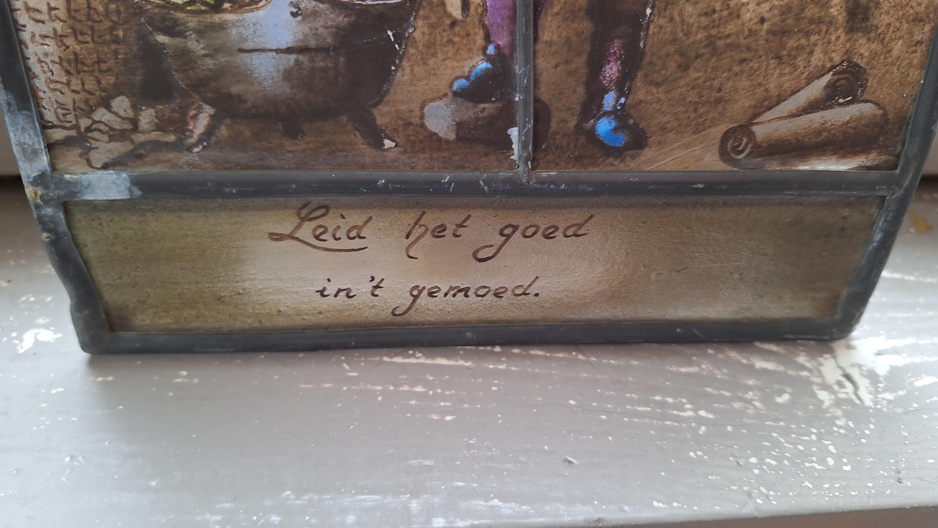 Leid het goed
in't gemoed.